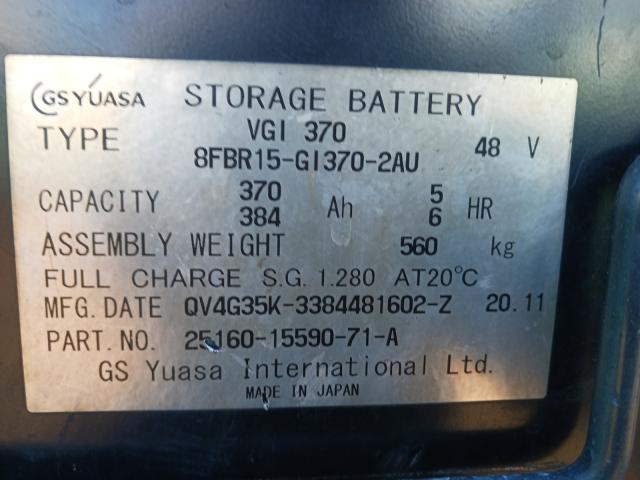 GS YUASA STORAGE BATTERY
TYPE VGI 370 48 V
8FBR15-GI370-2AU
CAPACITY 370 Ah 5 HR
384 6
ASSEMBLY WEIGHT 560 kg
FULL CHARGE S.G. 1.280 AT20℃
MFG. DATE QV4G35K-3384481602-Z 20.11
PART. NO. 25160-15590-71-A
GS Yuasa International Ltd.
MADE IN JAPAN